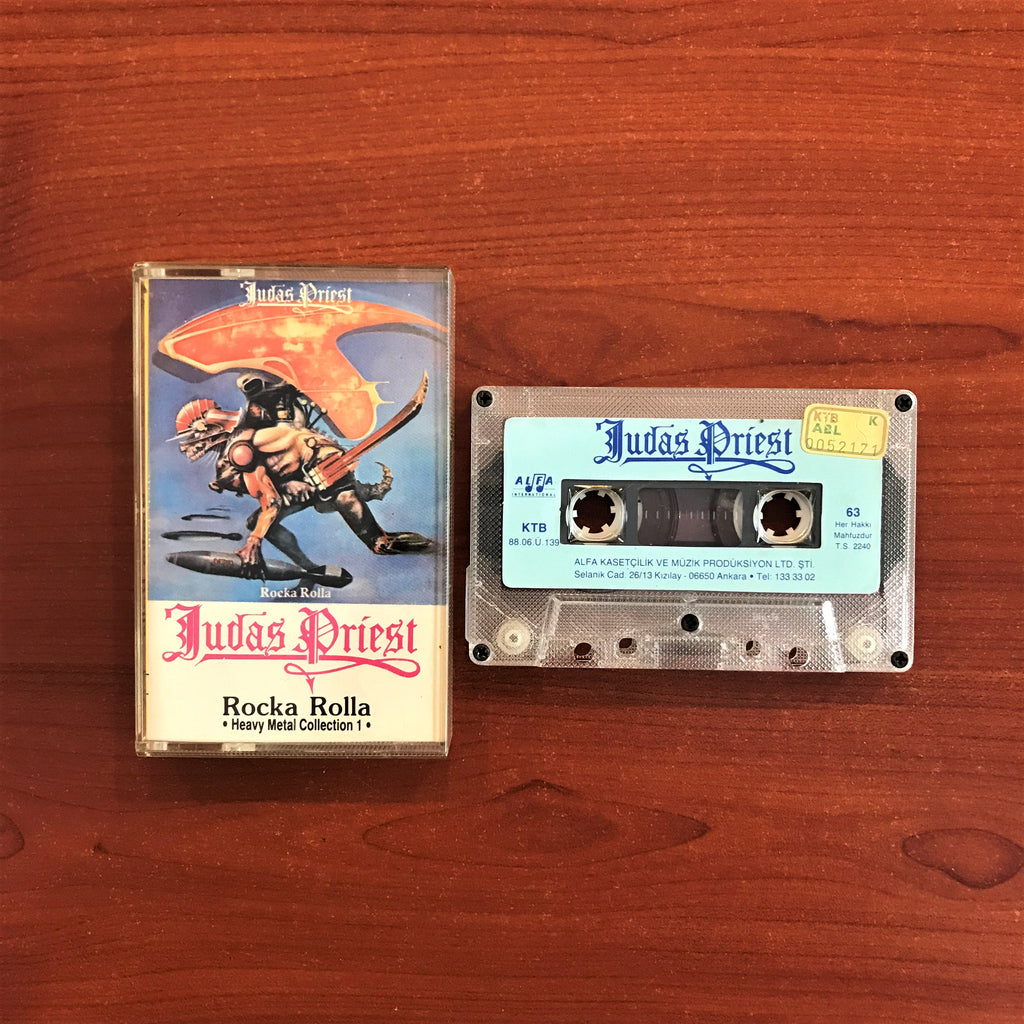 Judas Priest
Rocka Rolla
Judas Priest
Rocka Rolla
• Heavy Metal Collection 1 •
Judas Priest
KTB K
ABL
0052171
ALFA
INTERNATIONAL
KTB
88.06.Ü.139
63
Her Hakkı
Mahfuzdur
T.S. 2240
ALFA KASETÇİLİK VE MÜZİK PRODÜKSİYON LTD. ŞTİ.
Selanik Cad. 26/13 Kızılay - 06650 Ankara • Tel: 133 33 02